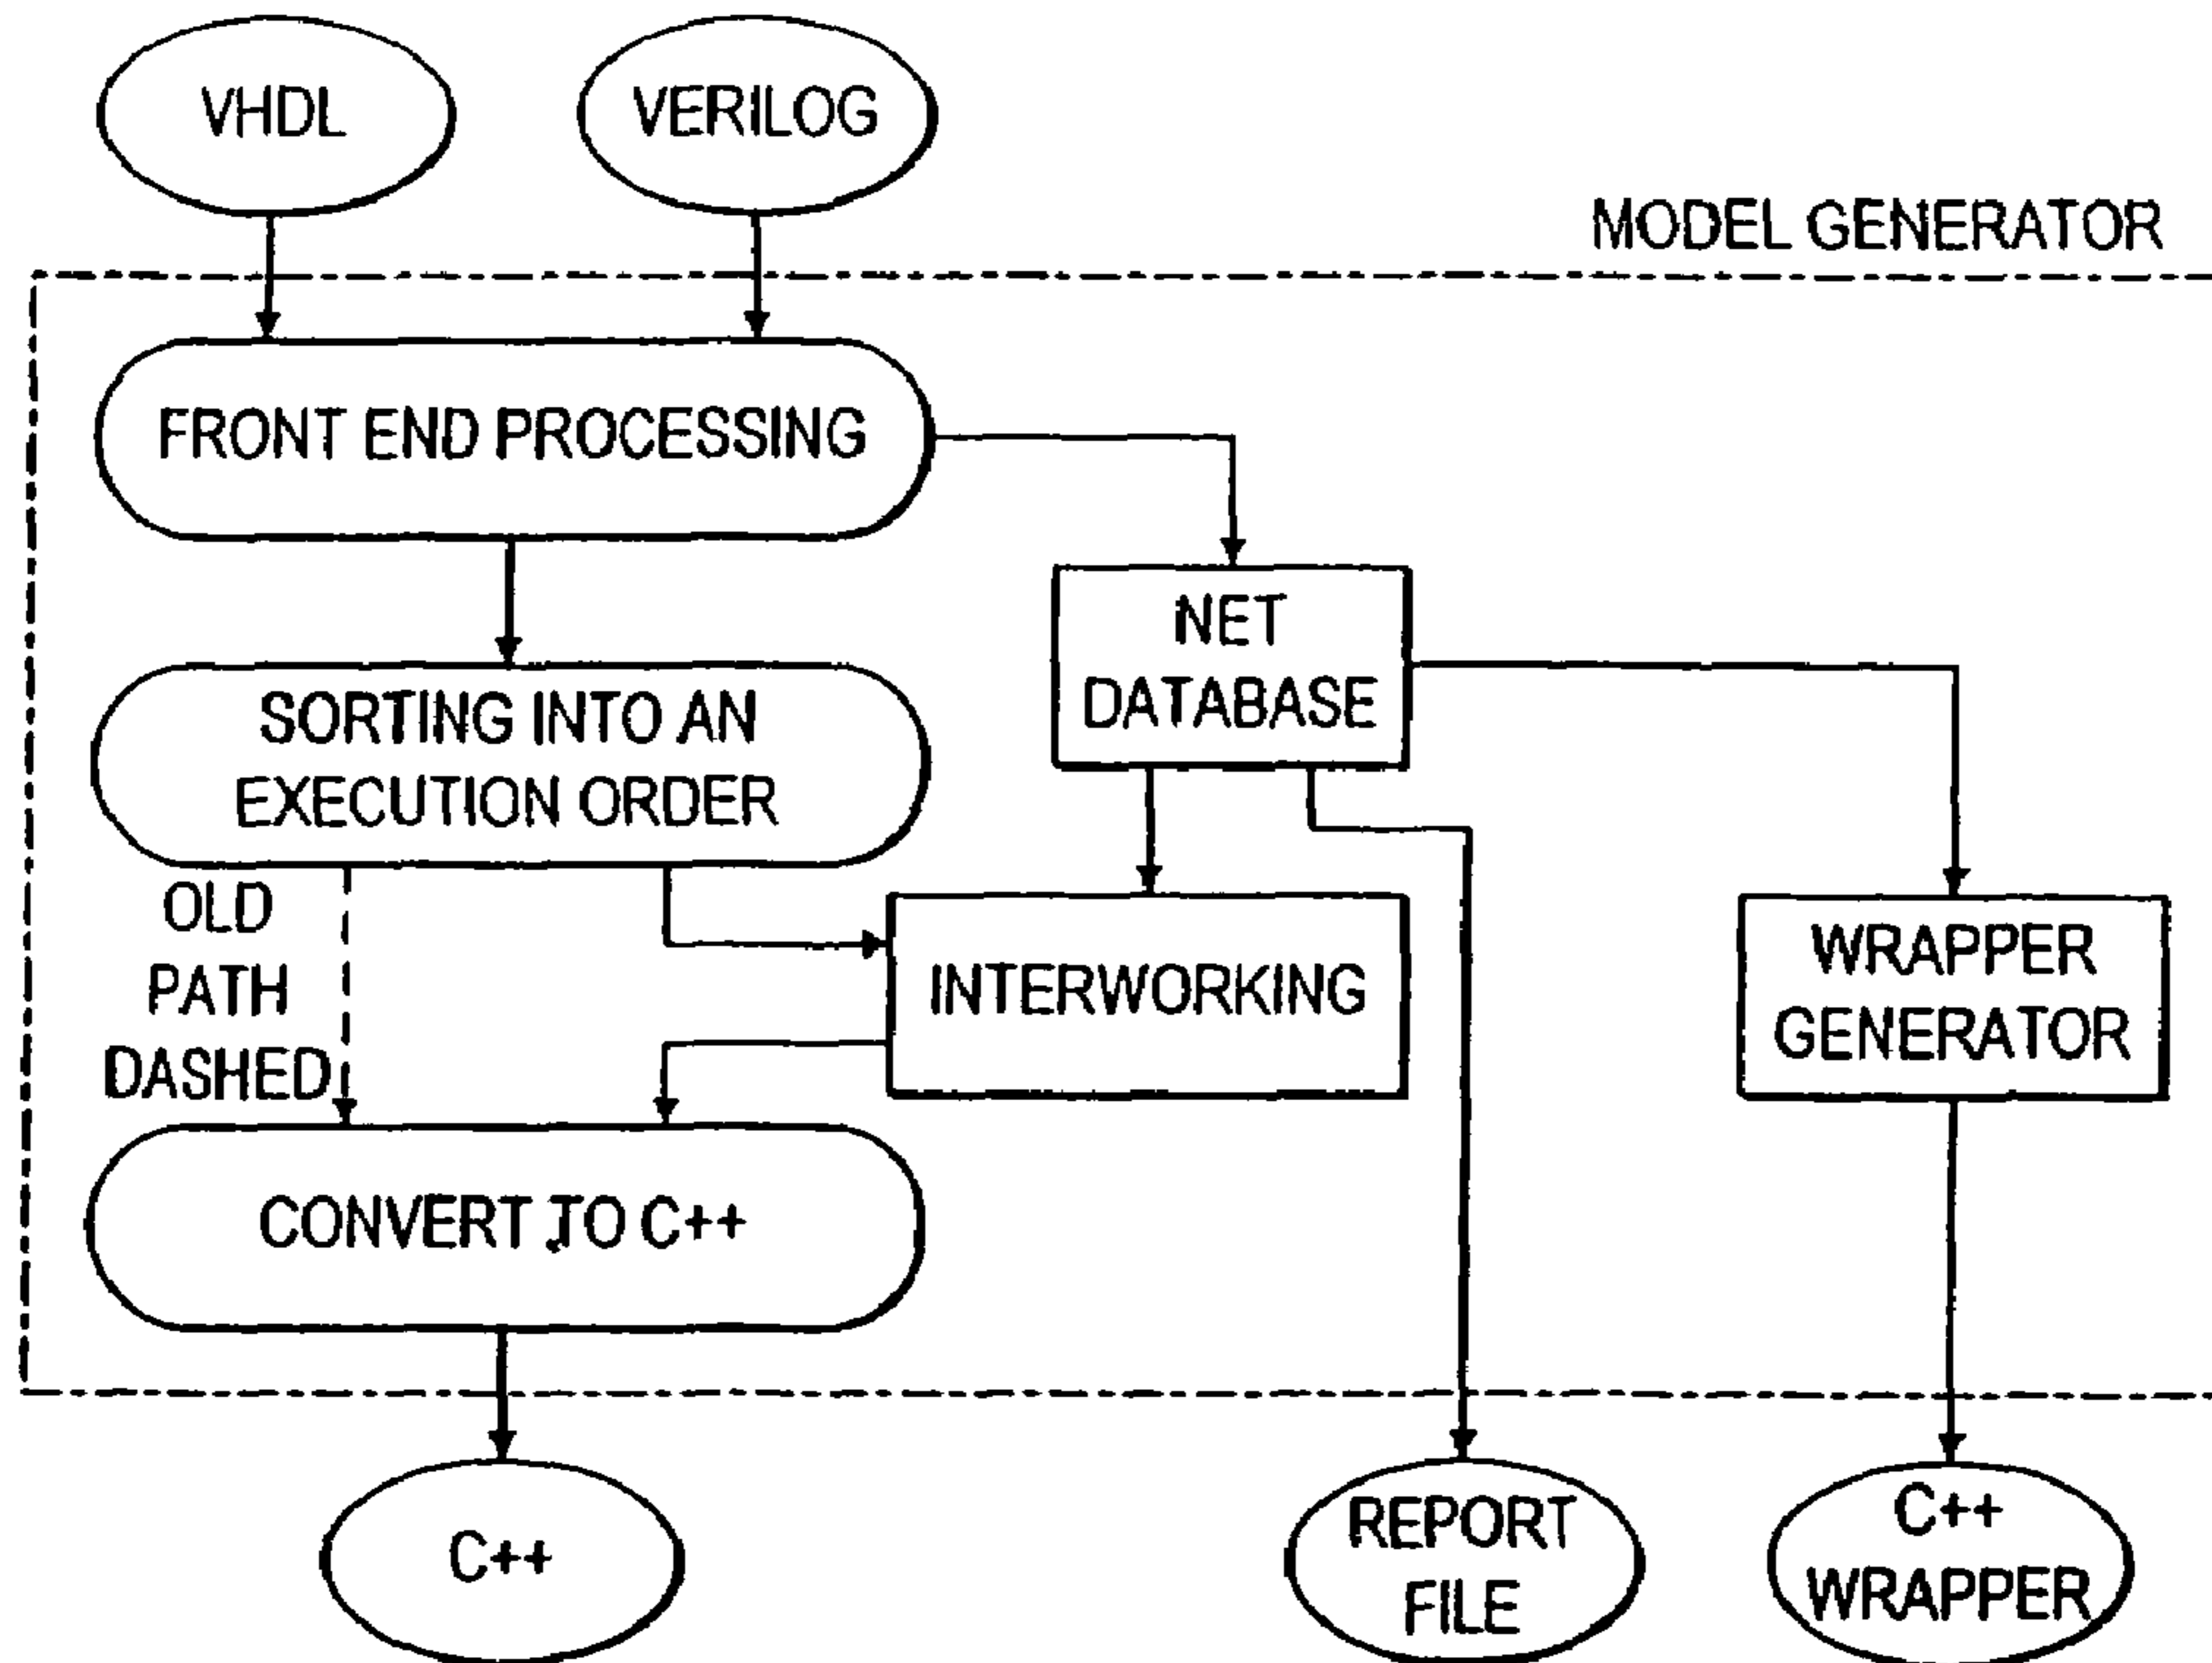 VHDL
VERILOG
MODEL GENERATOR
FRONT END PROCESSING
NET
DATABASE
SORTING INTO AN
EXECUTION ORDER
OLD
PATH
DASHED
INTERWORKING
WRAPPER
GENERATOR
CONVERT TO C++
C++
REPORT
FILE
C++
WRAPPER